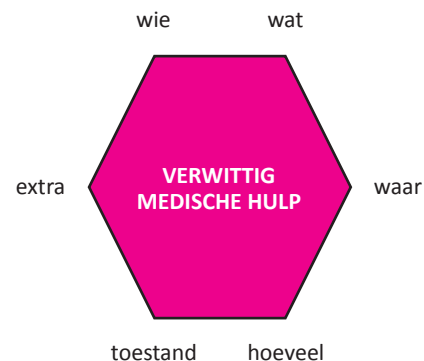 wie
wat
extra
VERWITTIG
MEDISCHE HULP
waar
toestand
hoeveel